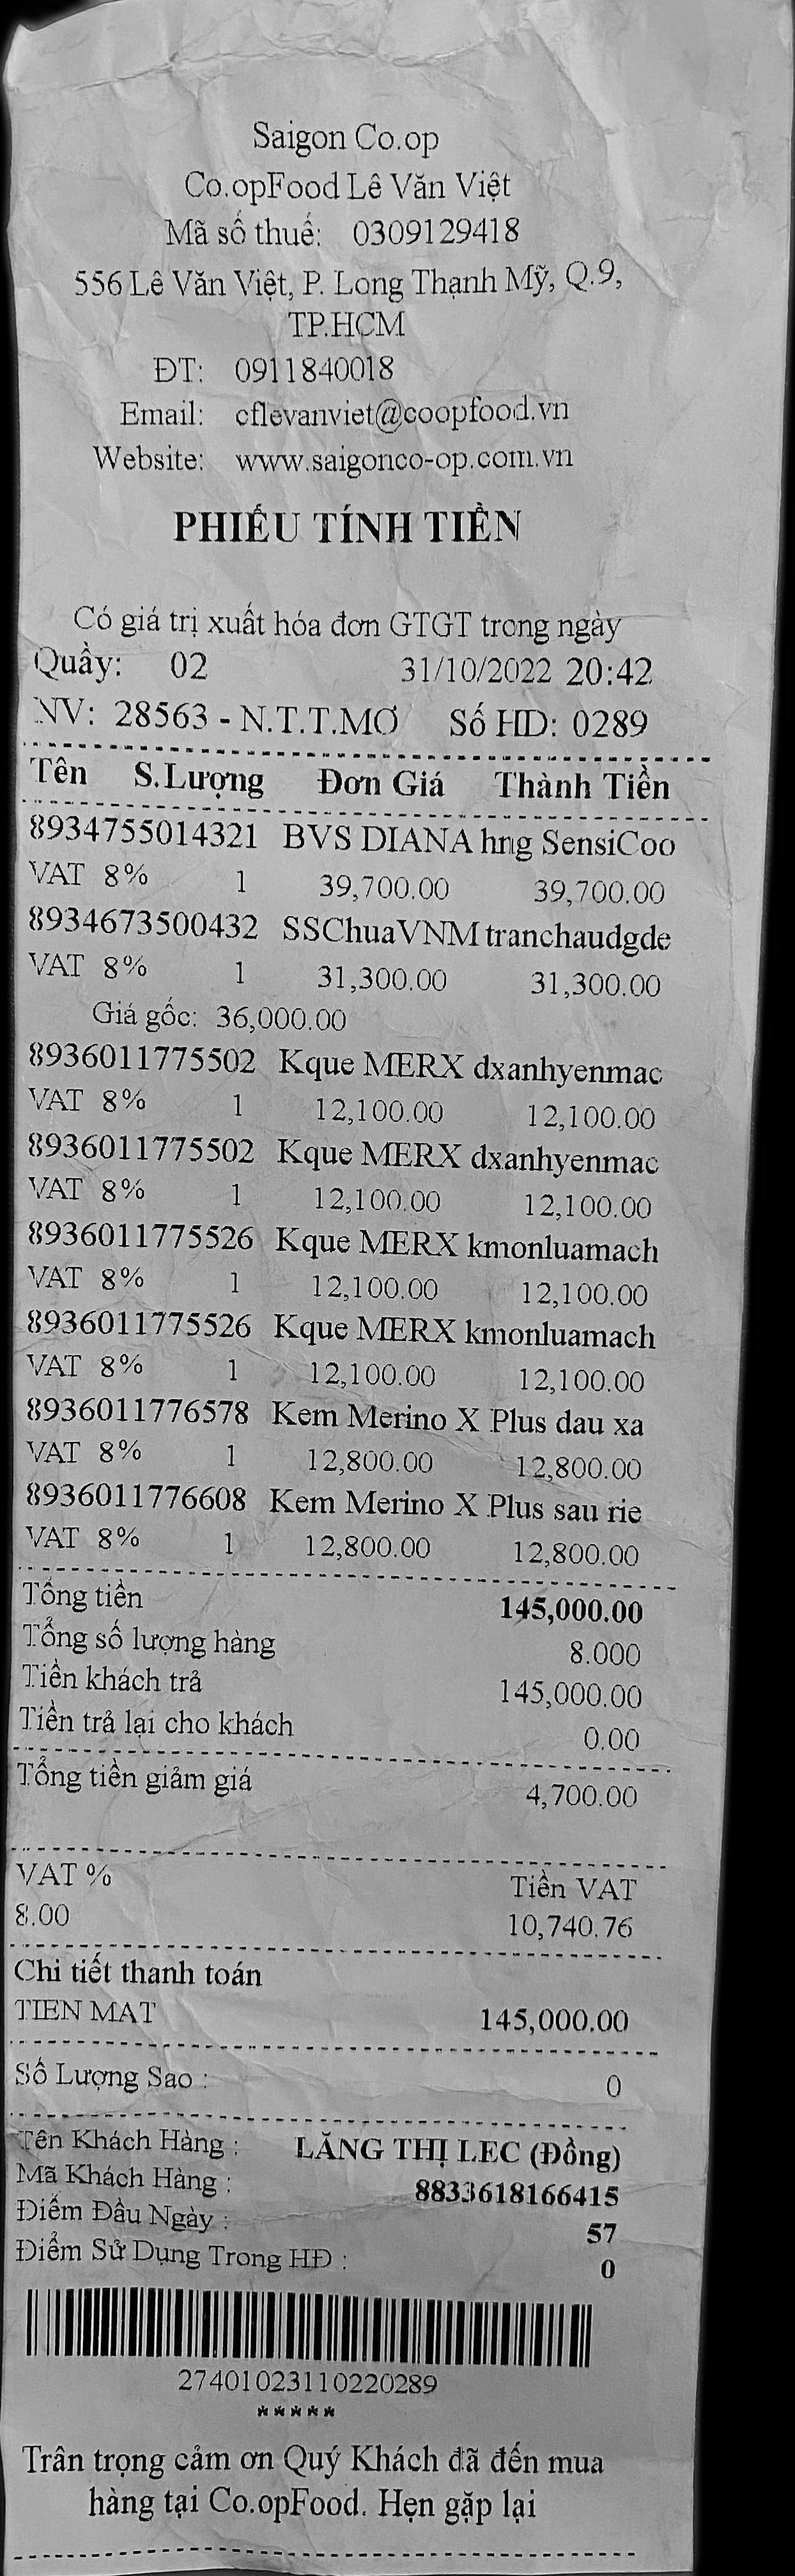 Saigon Co.op
Co.opFood Lê Văn Việt
Mã số thuế: 0309129418
556 Lê Văn Việt, P. Long Thạnh Mỹ, Q.9,
TP.HCM
ĐT: 0911840018
Email: cflevanviet@coopfood.vn
Website: www.saigonco-op.com.vn
PHIẾU TÍNH TIỀN
Có giá trị xuất hóa đơn GTGT trong ngày
Quầy: 02 31/10/2022 20:42
NV: 28563 - N.T.T.MƠ Số HD: 0289
Tên S.Lượng Đơn Giá Thành Tiền
8934755014321 BVS DIANA hng SensiCoo
VAT 8% 1 39,700.00 39,700.00
8934673500432 SSChuaVNMtranchaudgde
VAT 8% 1 31,300.00 31,300.00
Giá gốc: 36,000.00
8936011775502 Kque MERX dxanhyenmac
VAT 8% 1 12,100.00 12,100.00
8936011775502 Kque MERX dxanhyenmac
VAT 8% 1 12,100.00 12,100.00
8936011775526 Kque MERX kmonluamach
VAT 8% 1 12,100.00 12,100.00
8936011775526 Kque MERX kmonluamach
VAT 8% 1 12,100.00 12,100.00
8936011776578 Kem Merino X Plus dau xa
VAT 8% 1 12,800.00 12,800.00
8936011776608 Kem Merino X Plus sau rie
VAT 8% 1 12,800.00 12,800.00
Tổng tiền 145,000.00
Tổng số lượng hàng 8.000
Tiền khách trả 145,000.00
Tiền trả lại cho khách 0.00
Tổng tiền giảm giá 4,700.00
VAT % Tiền VAT
8.00 10,740.76
Chi tiết thanh toán
TIEN MAT 145,000.00
Số Lượng Sao : 0
Tên Khách Hàng : LĂNG THỊ LEC (Đồng)
Mã Khách Hàng : 8833618166415
Điểm Đầu Ngày : 57
Điểm Sử Dụng Trong HĐ : 0
27401023110220289
*****
Trân trọng cảm ơn Quý Khách đã đến mua
hàng tại Co.opFood. Hẹn gặp lại